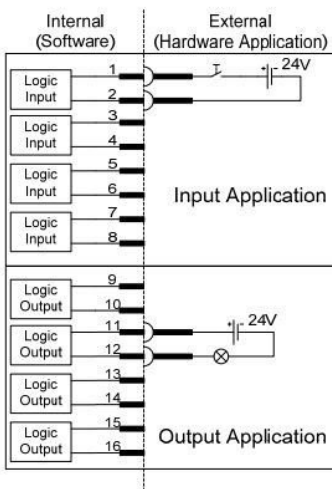 Internal
(Software)
External
(Hardware Application)
Logic
Input
1
2
24V
Logic
Input
3
4
Logic
Input
5
6
Logic
Input
7
8
Input Application
Logic
Output
9
10
Logic
Output
11
12
24V
Logic
Output
13
14
Logic
Output
15
16
Output Application